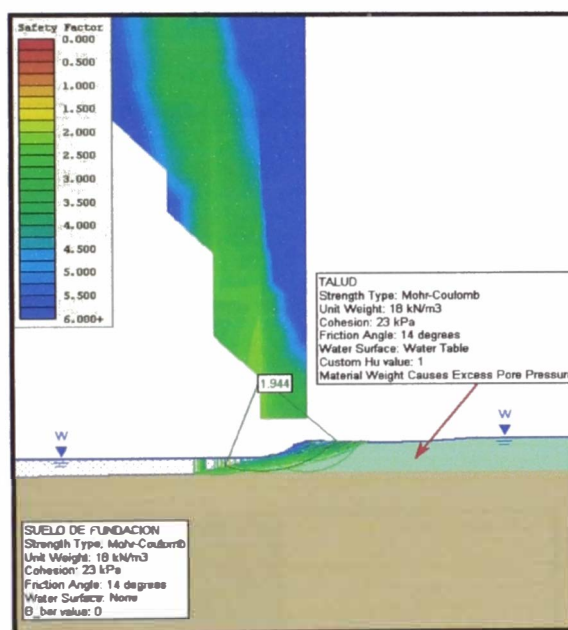 Safety Factor
0.000
1.000
1.500
2.000
2.500
3.000
3.500
4.000
4.500
5.000
5.500
6.000+
TALUD
Strength Type: Mohr-Coulomb
Unit Weight: 18 kN/m3
Cohesion: 23 kPa
Friction Angle: 14 degrees
Water Surface: Water Table
Custom Hu value: 1
Material Weight Causes Excess Pore Pressur
1.944
W
W
SUELO DE FUNDACION
Strength Type: Mohr-Coulomb
Unit Weight: 18 kN/m3
Cohesion: 23 kPa
Friction Angle: 14 degrees
Water Surface: None
B_bar value: 0